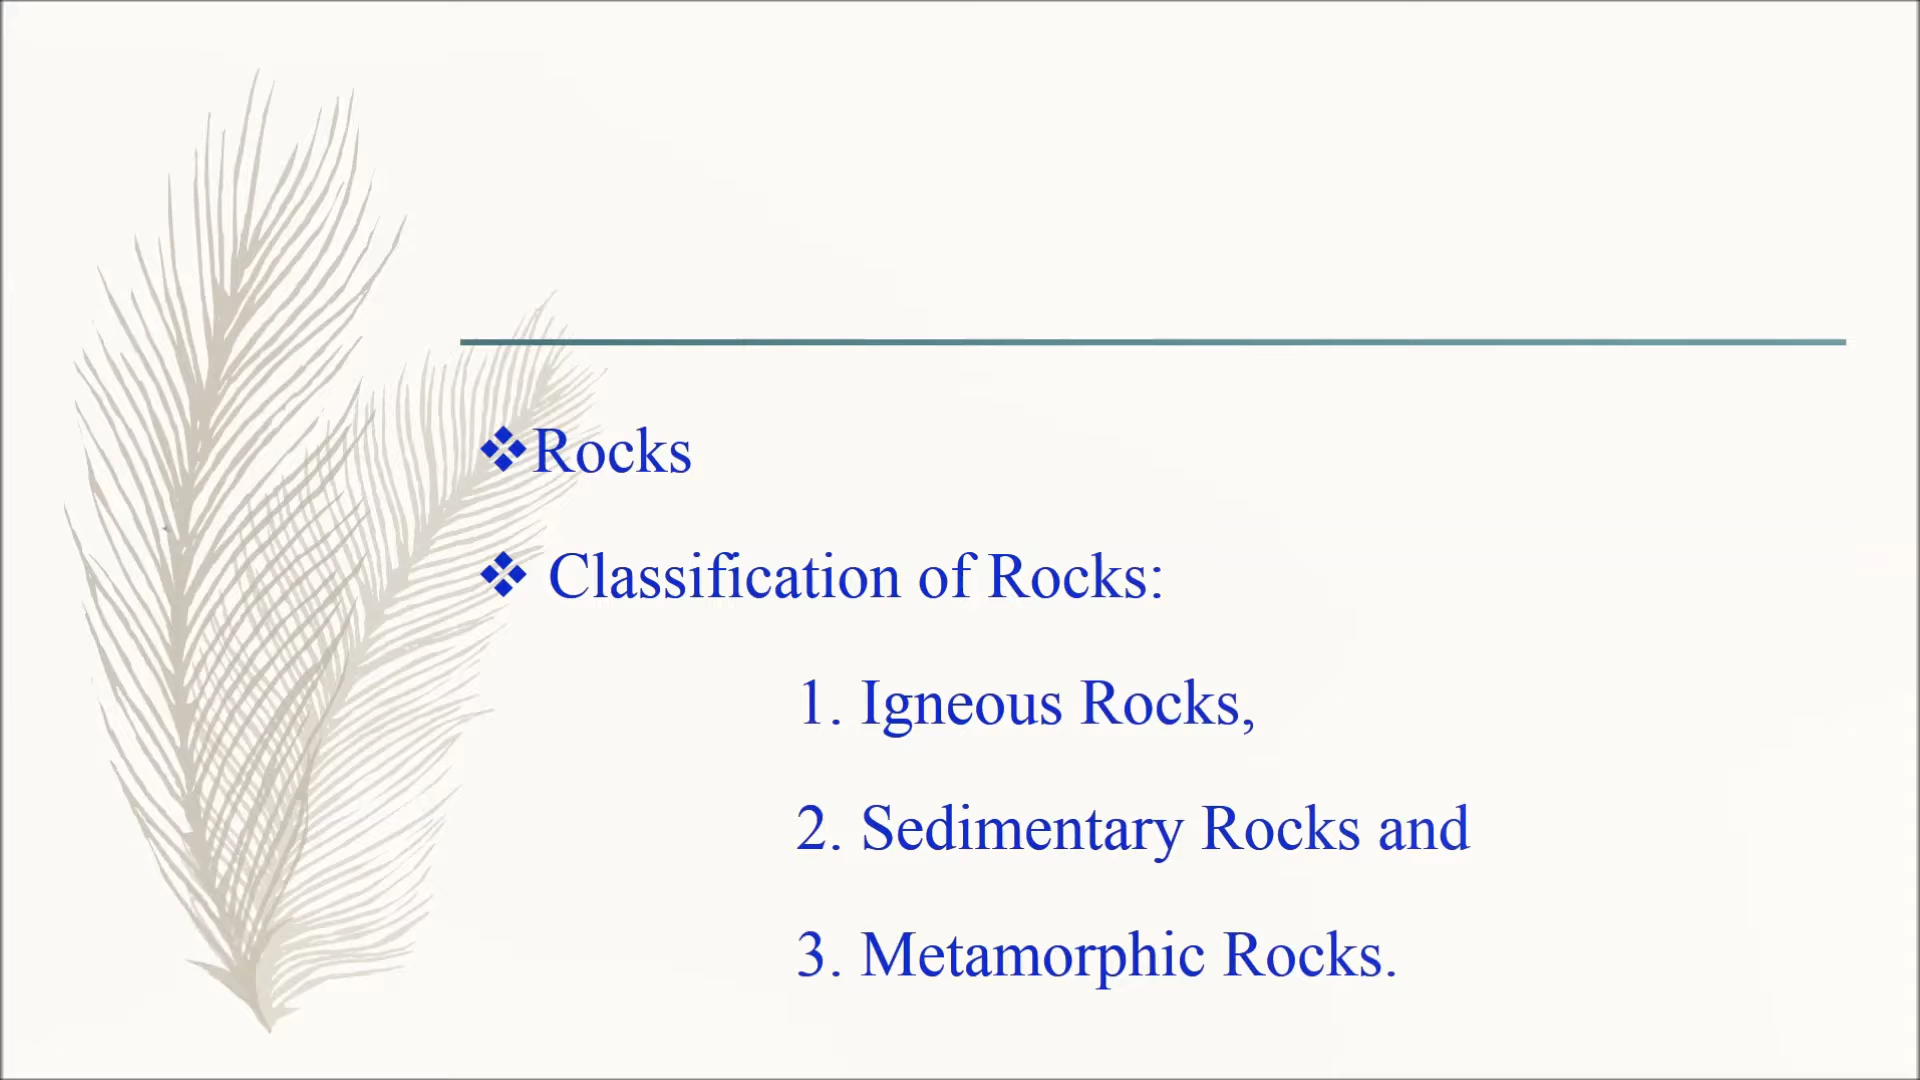 ❖Rocks
❖ Classification of Rocks:
1. Igneous Rocks,
2. Sedimentary Rocks and
3. Metamorphic Rocks.